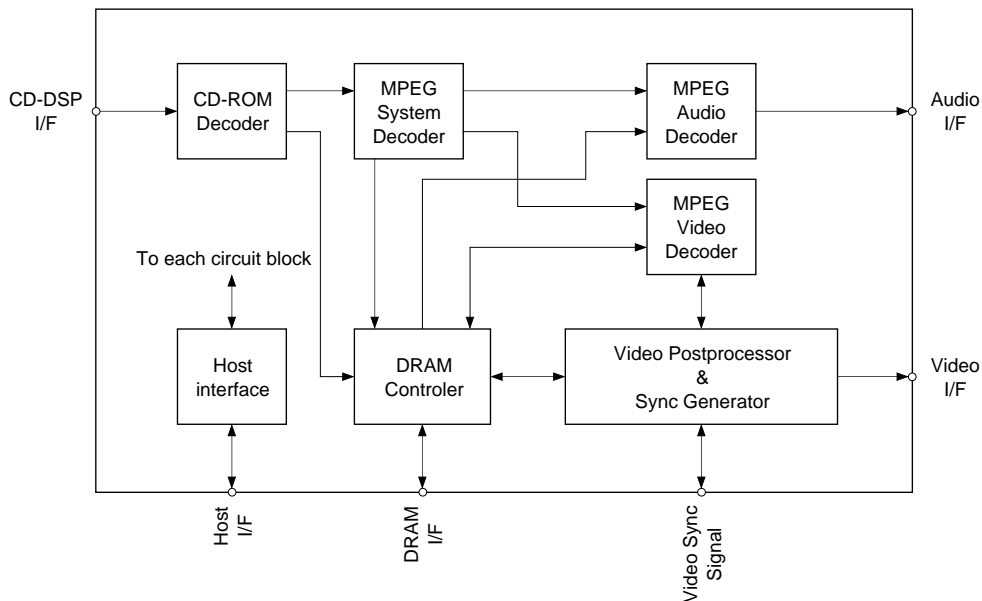 CD-DSP
I/F
CD-ROM
Decoder
MPEG
System
Decoder
MPEG
Audio
Decoder
Audio
I/F
MPEG
Video
Decoder
To each circuit block
Host
interface
DRAM
Controler
Video Postprocessor
&
Sync Generator
Video
I/F
Host
I/F
DRAM
I/F
Video Sync
Signal